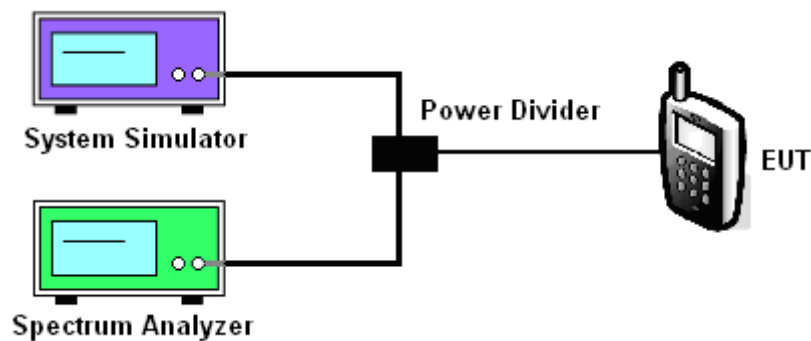 System Simulator
Power Divider
EUT
Spectrum Analyzer